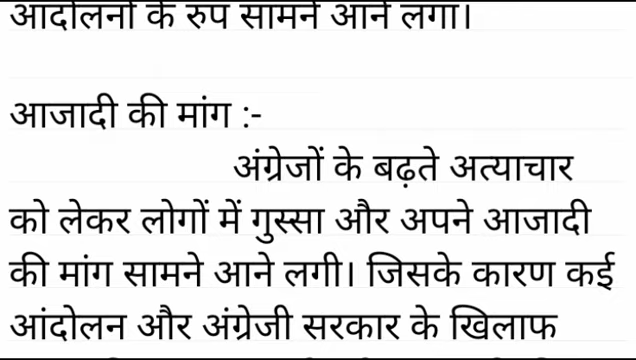 आंदोलनों के रुप सामने आने लगा।
आजादी की मांग :-
अंग्रेजों के बढ़ते अत्याचार
को लेकर लोगों में गुस्सा और अपने आजादी
की मांग सामने आने लगी। जिसके कारण कई
आंदोलन और अंग्रेजी सरकार के खिलाफ